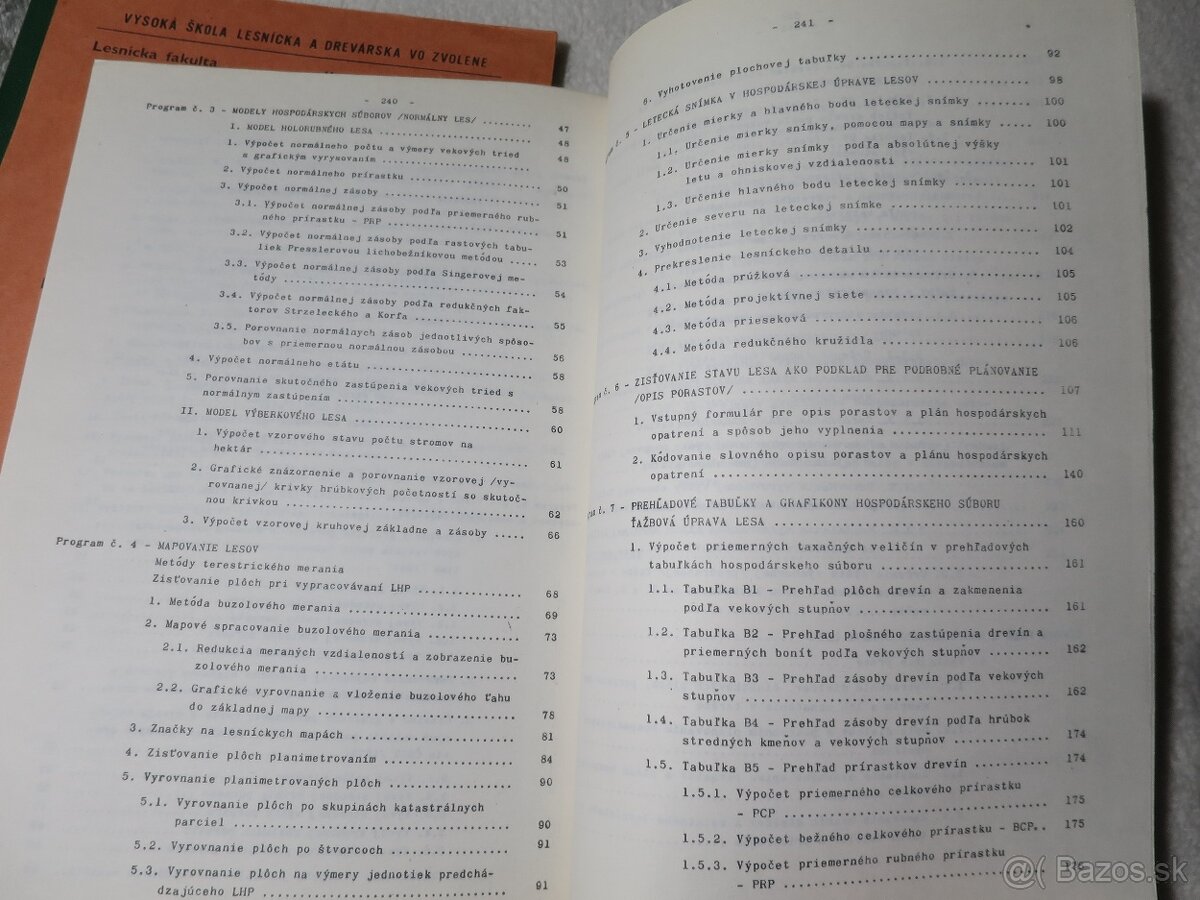 VYSOKÁ ŠKOLA LESNÍCKA A DREVÁRSKA VO ZVOLENE
Lesnícka fakulta
- 240 -
Program č. 3 - MODELY HOSPODÁRSKYCH SÚBOROV /NORMÁLNY LES/ ........ 47
I. MODEL HOLORUBNÉHO LESA ........ 48
1. Výpočet normálneho počtu a výmery vekových tried
s grafickým vyrysovaním ........ 48
2. Výpočet normálneho prírastku ........ 50
3. Výpočet normálnej zásoby ........ 51
3.1. Výpočet normálnej zásoby podľa priemerného rub-
ného prírastku - PRP ........ 51
3.2. Výpočet normálnej zásoby podľa rastových tabu-
liek Presslerovou lichobežníkovou metódou ..... 53
3.3. Výpočet normálnej zásoby podľa Singerovej me-
tódy ........ 54
3.4. Výpočet normálnej zásoby podľa redukčných fak-
torov Strzeleckého a Korfa ........ 55
3.5. Porovnanie normálnych zásob jednotlivých spôso-
bov s priemernou normálnou zásobou ........ 56
4. Výpočet normálneho etátu ........ 58
5. Porovnanie skutočného zastúpenia vekových tried s
normálnym zastúpením ........ 58
II. MODEL VÝBERKOVÉHO LESA ........ 60
1. Výpočet vzorového stavu počtu stromov na
hektár ........ 61
2. Grafické znázornenie a porovnanie vzorovej /vy-
rovnanej/ krivky hrúbkových početností so skutoč-
nou krivkou ........ 62
3. Výpočet vzorovej kruhovej základne a zásoby ..... 66
Program č. 4 - MAPOVANIE LESOV
Metódy terestrického merania
Zisťovanie plôch pri vypracovávaní LHP ........ 68
1. Metóda buzolového merania ........ 69
2. Mapové spracovanie buzolového merania ........ 73
2.1. Redukcia meraných vzdialeností a zobrazenie bu-
zolového merania ........ 73
2.2. Grafické vyrovnanie a vloženie buzolového ťahu
do základnej mapy ........ 78
3. Značky na lesníckych mapách ........ 81
4. Zisťovanie plôch planimetrovaním ........ 84
5. Vyrovnanie planimetrovaných plôch ........ 90
5.1. Vyrovnanie plôch po skupinách katastrálnych
parciel ........ 90
5.2. Vyrovnanie plôch po štvorcoch ........ 91
5.3. Vyrovnanie plôch na výmery jednotiek predchá-
dzajúceho LHP ........ 91
- 241 -
6. Vyhotovenie plochovej tabuľky ........ 92
5 - LETECKÁ SNÍMKA V HOSPODÁRSKEJ ÚPRAVE LESOV ........ 98
1. Určenie mierky a hlavného bodu leteckej snímky ........ 100
1.1. Určenie mierky snímky, pomocou mapy a snímky ..... 100
1.2. Určenie mierky snímky podľa absolútnej výšky
letu a ohniskovej vzdialenosti ........ 101
1.3. Určenie hlavného bodu leteckej snímky ........ 101
2. Určenie severu na leteckej snímke ........ 101
3. Vyhodnotenie leteckej snímky ........ 102
4. Prekreslenie lesníckeho detailu ........ 104
4.1. Metóda prúžková ........ 105
4.2. Metóda projektívnej siete ........ 105
4.3. Metóda prieseková ........ 106
4.4. Metóda redukčného kružidla ........ 106
č. 6 - ZISŤOVANIE STAVU LESA AKO PODKLAD PRE PODROBNÉ PLÁNOVANIE
/OPIS PORASTOV/ ........ 107
1. Vstupný formulár pre opis porastov a plán hospodárskych
opatrení a spôsob jeho vyplnenia ........ 111
2. Kódovanie slovného opisu porastov a plánu hospodárskych
opatrení ........ 140
č. 7 - PREHĽADOVÉ TABUĽKY A GRAFIKONY HOSPODÁRSKEHO SÚBORU
ŤAŽBOVÁ ÚPRAVA LESA ........ 160
1. Výpočet priemerných taxačných veličín v prehľadových
tabuľkách hospodárskeho súboru ........ 161
1.1. Tabuľka B1 - Prehľad plôch drevín a zakmenenia
podľa vekových stupňov ........ 161
1.2. Tabuľka B2 - Prehľad plošného zastúpenia drevín a
priemerných bonít podľa vekových stupňov ........ 162
1.3. Tabuľka B3 - Prehľad zásoby drevín podľa vekových
stupňov ........ 162
1.4. Tabuľka B4 - Prehľad zásoby drevín podľa hrúbok
stredných kmeňov a vekových stupňov ........ 174
1.5. Tabuľka B5 - Prehľad prírastkov drevín ........ 174
1.5.1. Výpočet priemerného celkového prírastku
- PCP ........ 175
1.5.2. Výpočet bežného celkového prírastku - BCP.. 175
1.5.3. Výpočet priemerného rubného prírastku
- PRP ........
@(Bazos.sk